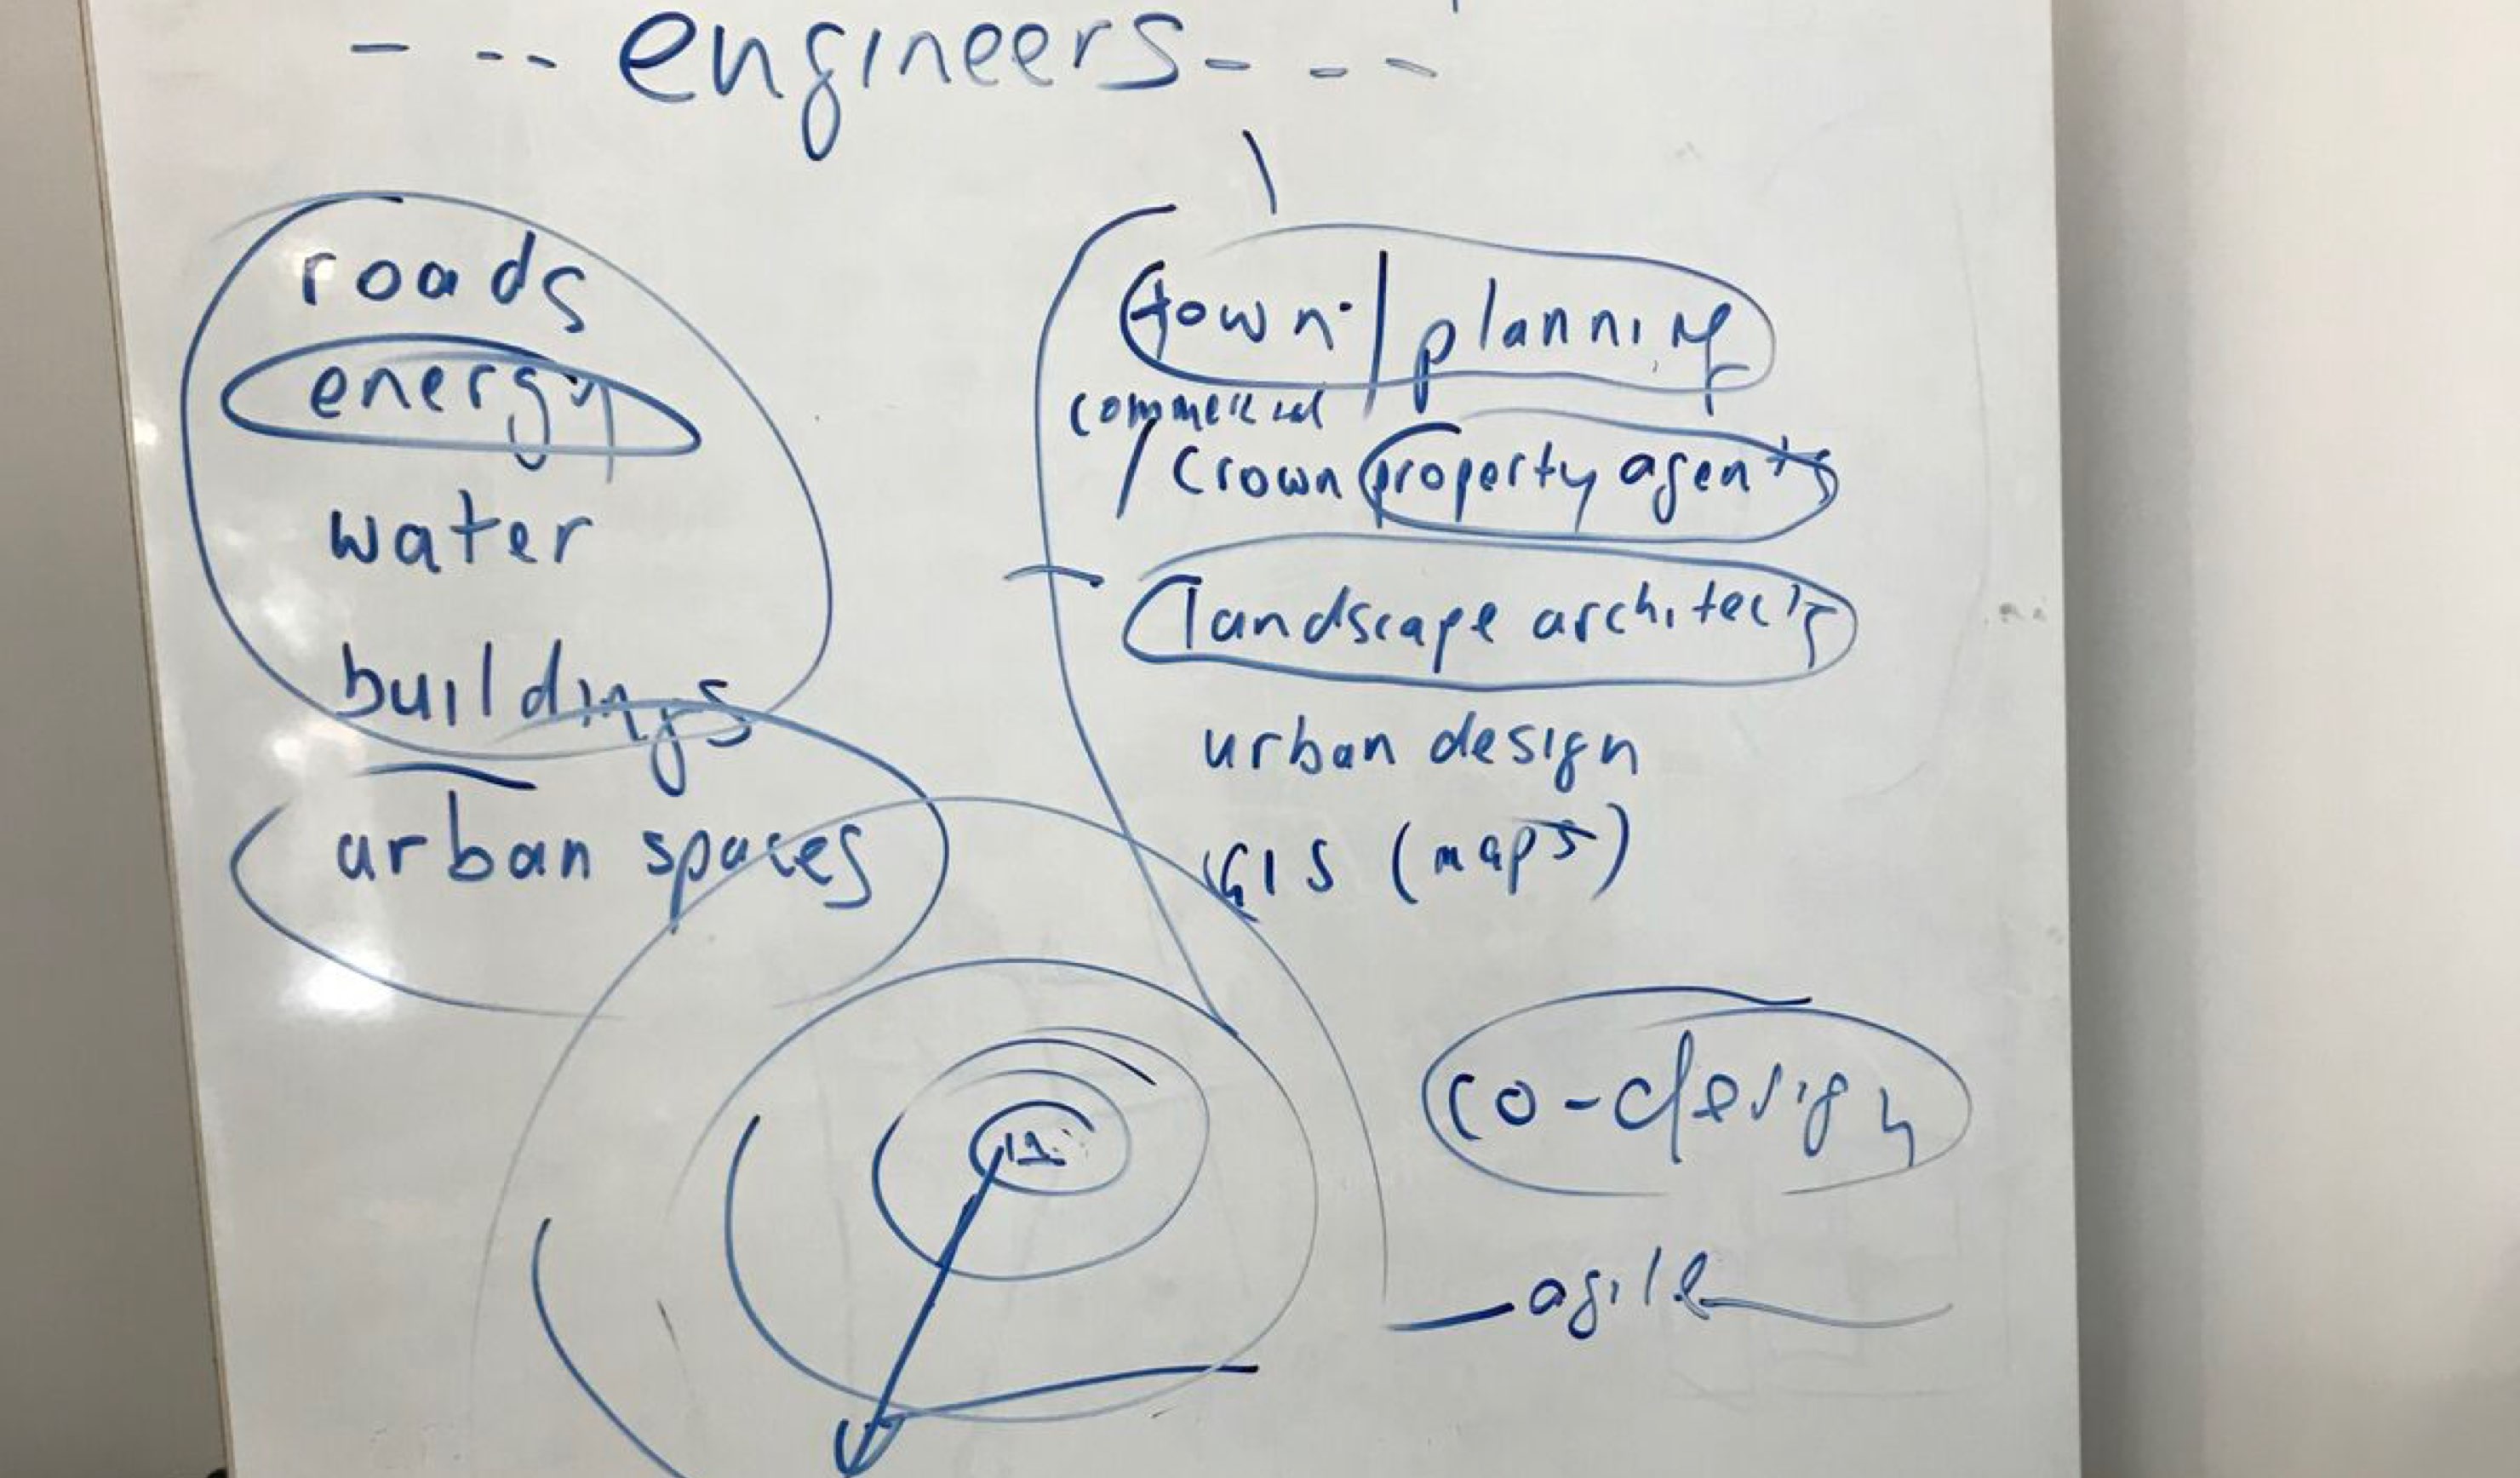 --- engineers ---
roads
energy
water
buildings
urban spaces
town / planning
commercial
/ Crown property agents
landscape architects
urban design
GIS (maps)
co-design
agile